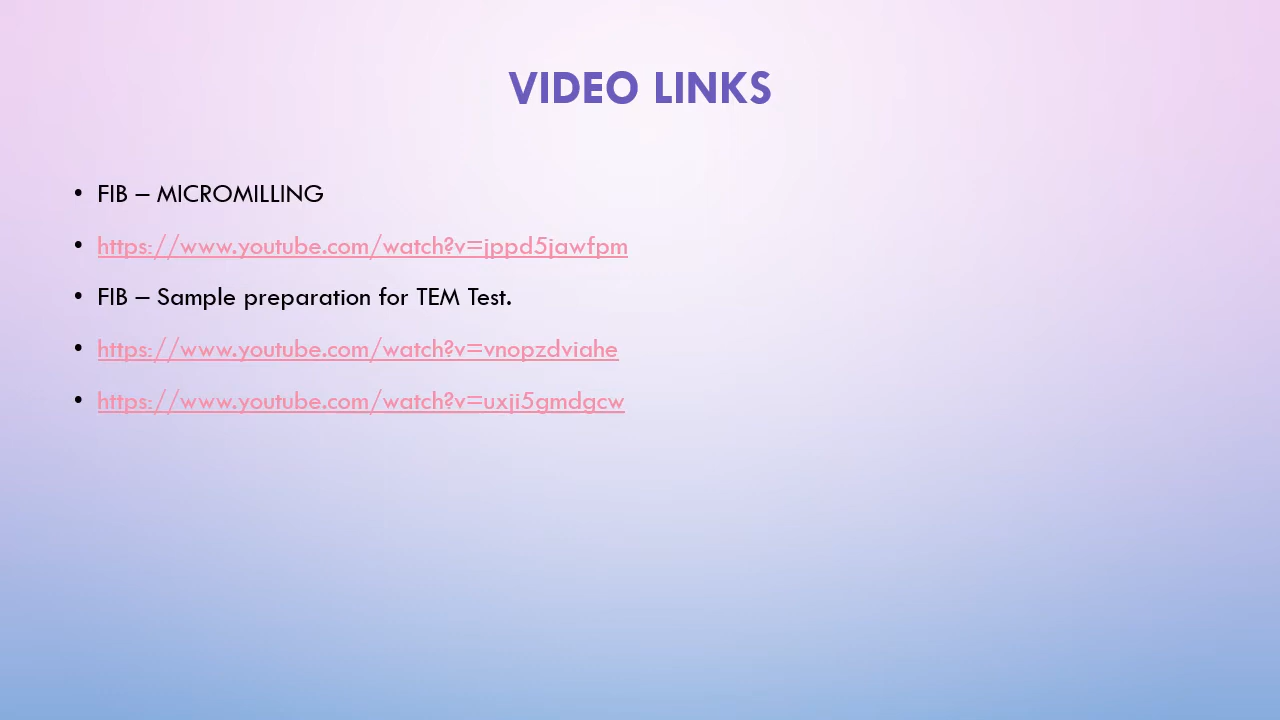 VIDEO LINKS
• FIB – MICROMILLING
• https://www.youtube.com/watch?v=jppd5jawfpm
• FIB – Sample preparation for TEM Test.
• https://www.youtube.com/watch?v=vnopzdviahe
• https://www.youtube.com/watch?v=uxji5gmdgcw